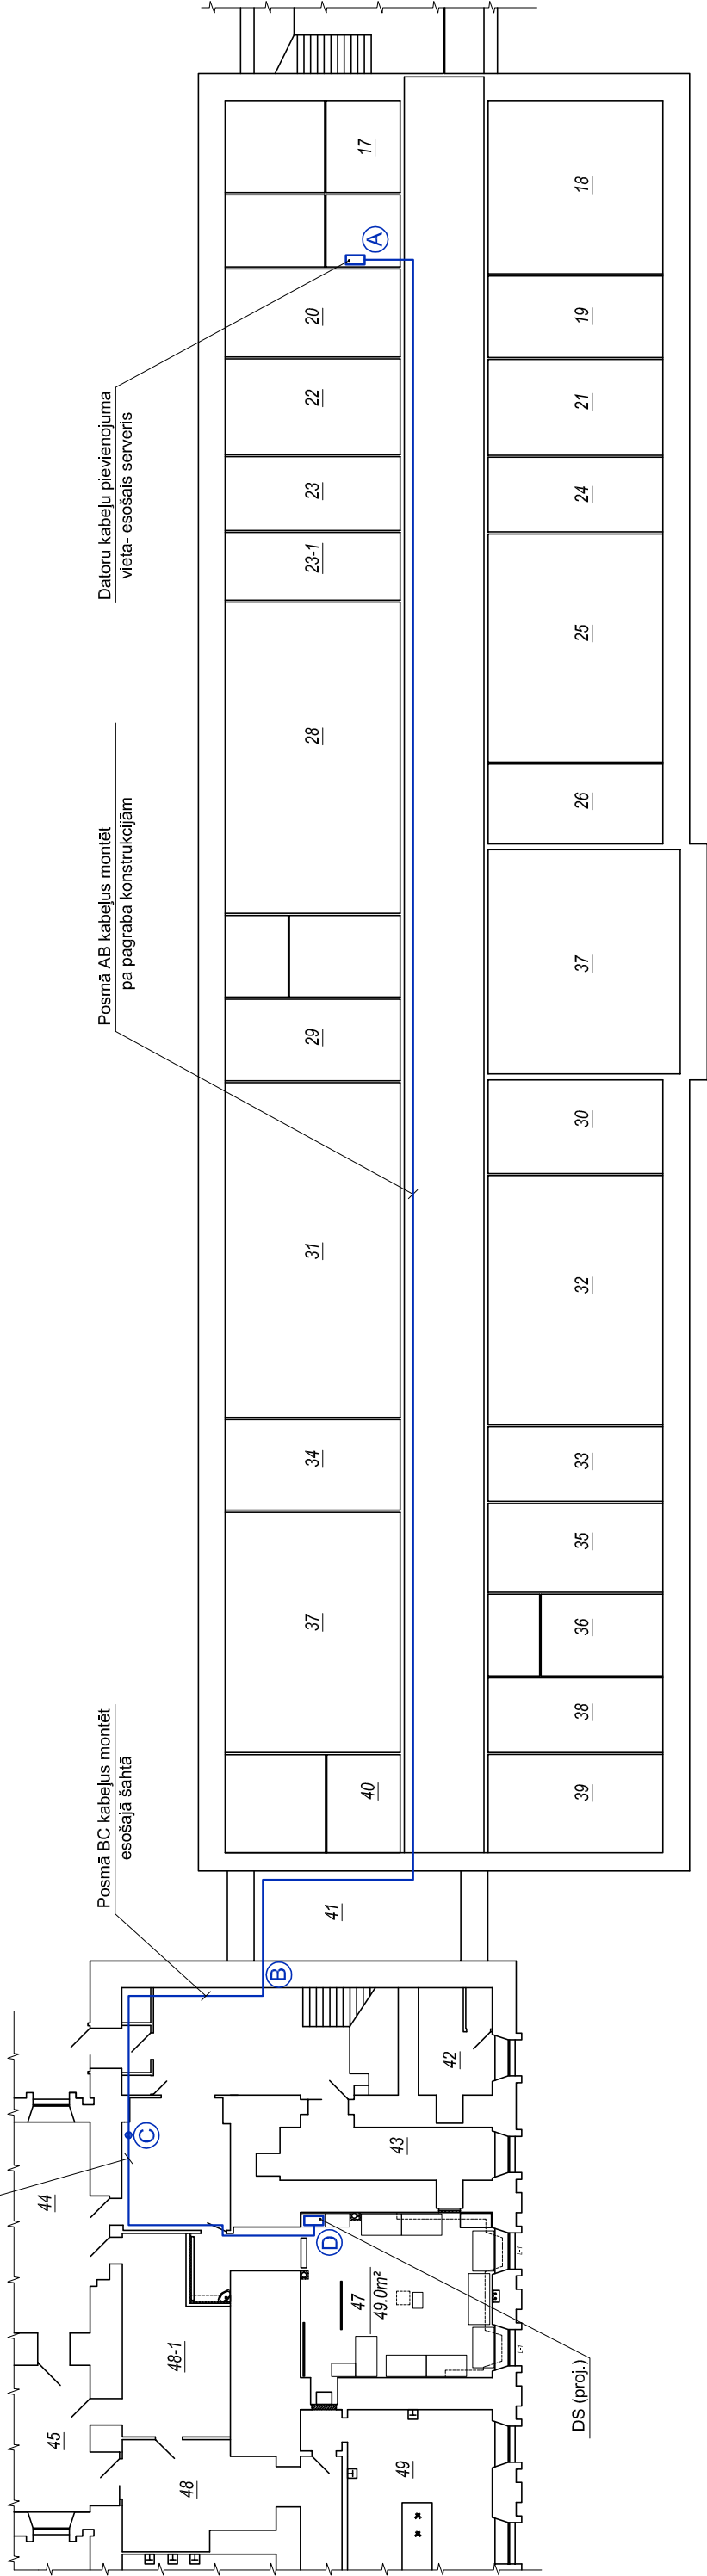 Datoru kabeļu pievienojuma
vieta- esošais serveris
Posmā AB kabeļus montēt
pa pagraba konstrukcijām
Posmā BC kabeļus montēt
esošajā šahtā
DS (proj.)
A
B
C
D
17
20
22
23
23-1
28
29
31
34
37
40
18
19
21
24
25
26
37
30
32
33
35
36
38
39
41
42
43
44
45
47
49.0m²
48-1
48
49
L-1
L-1